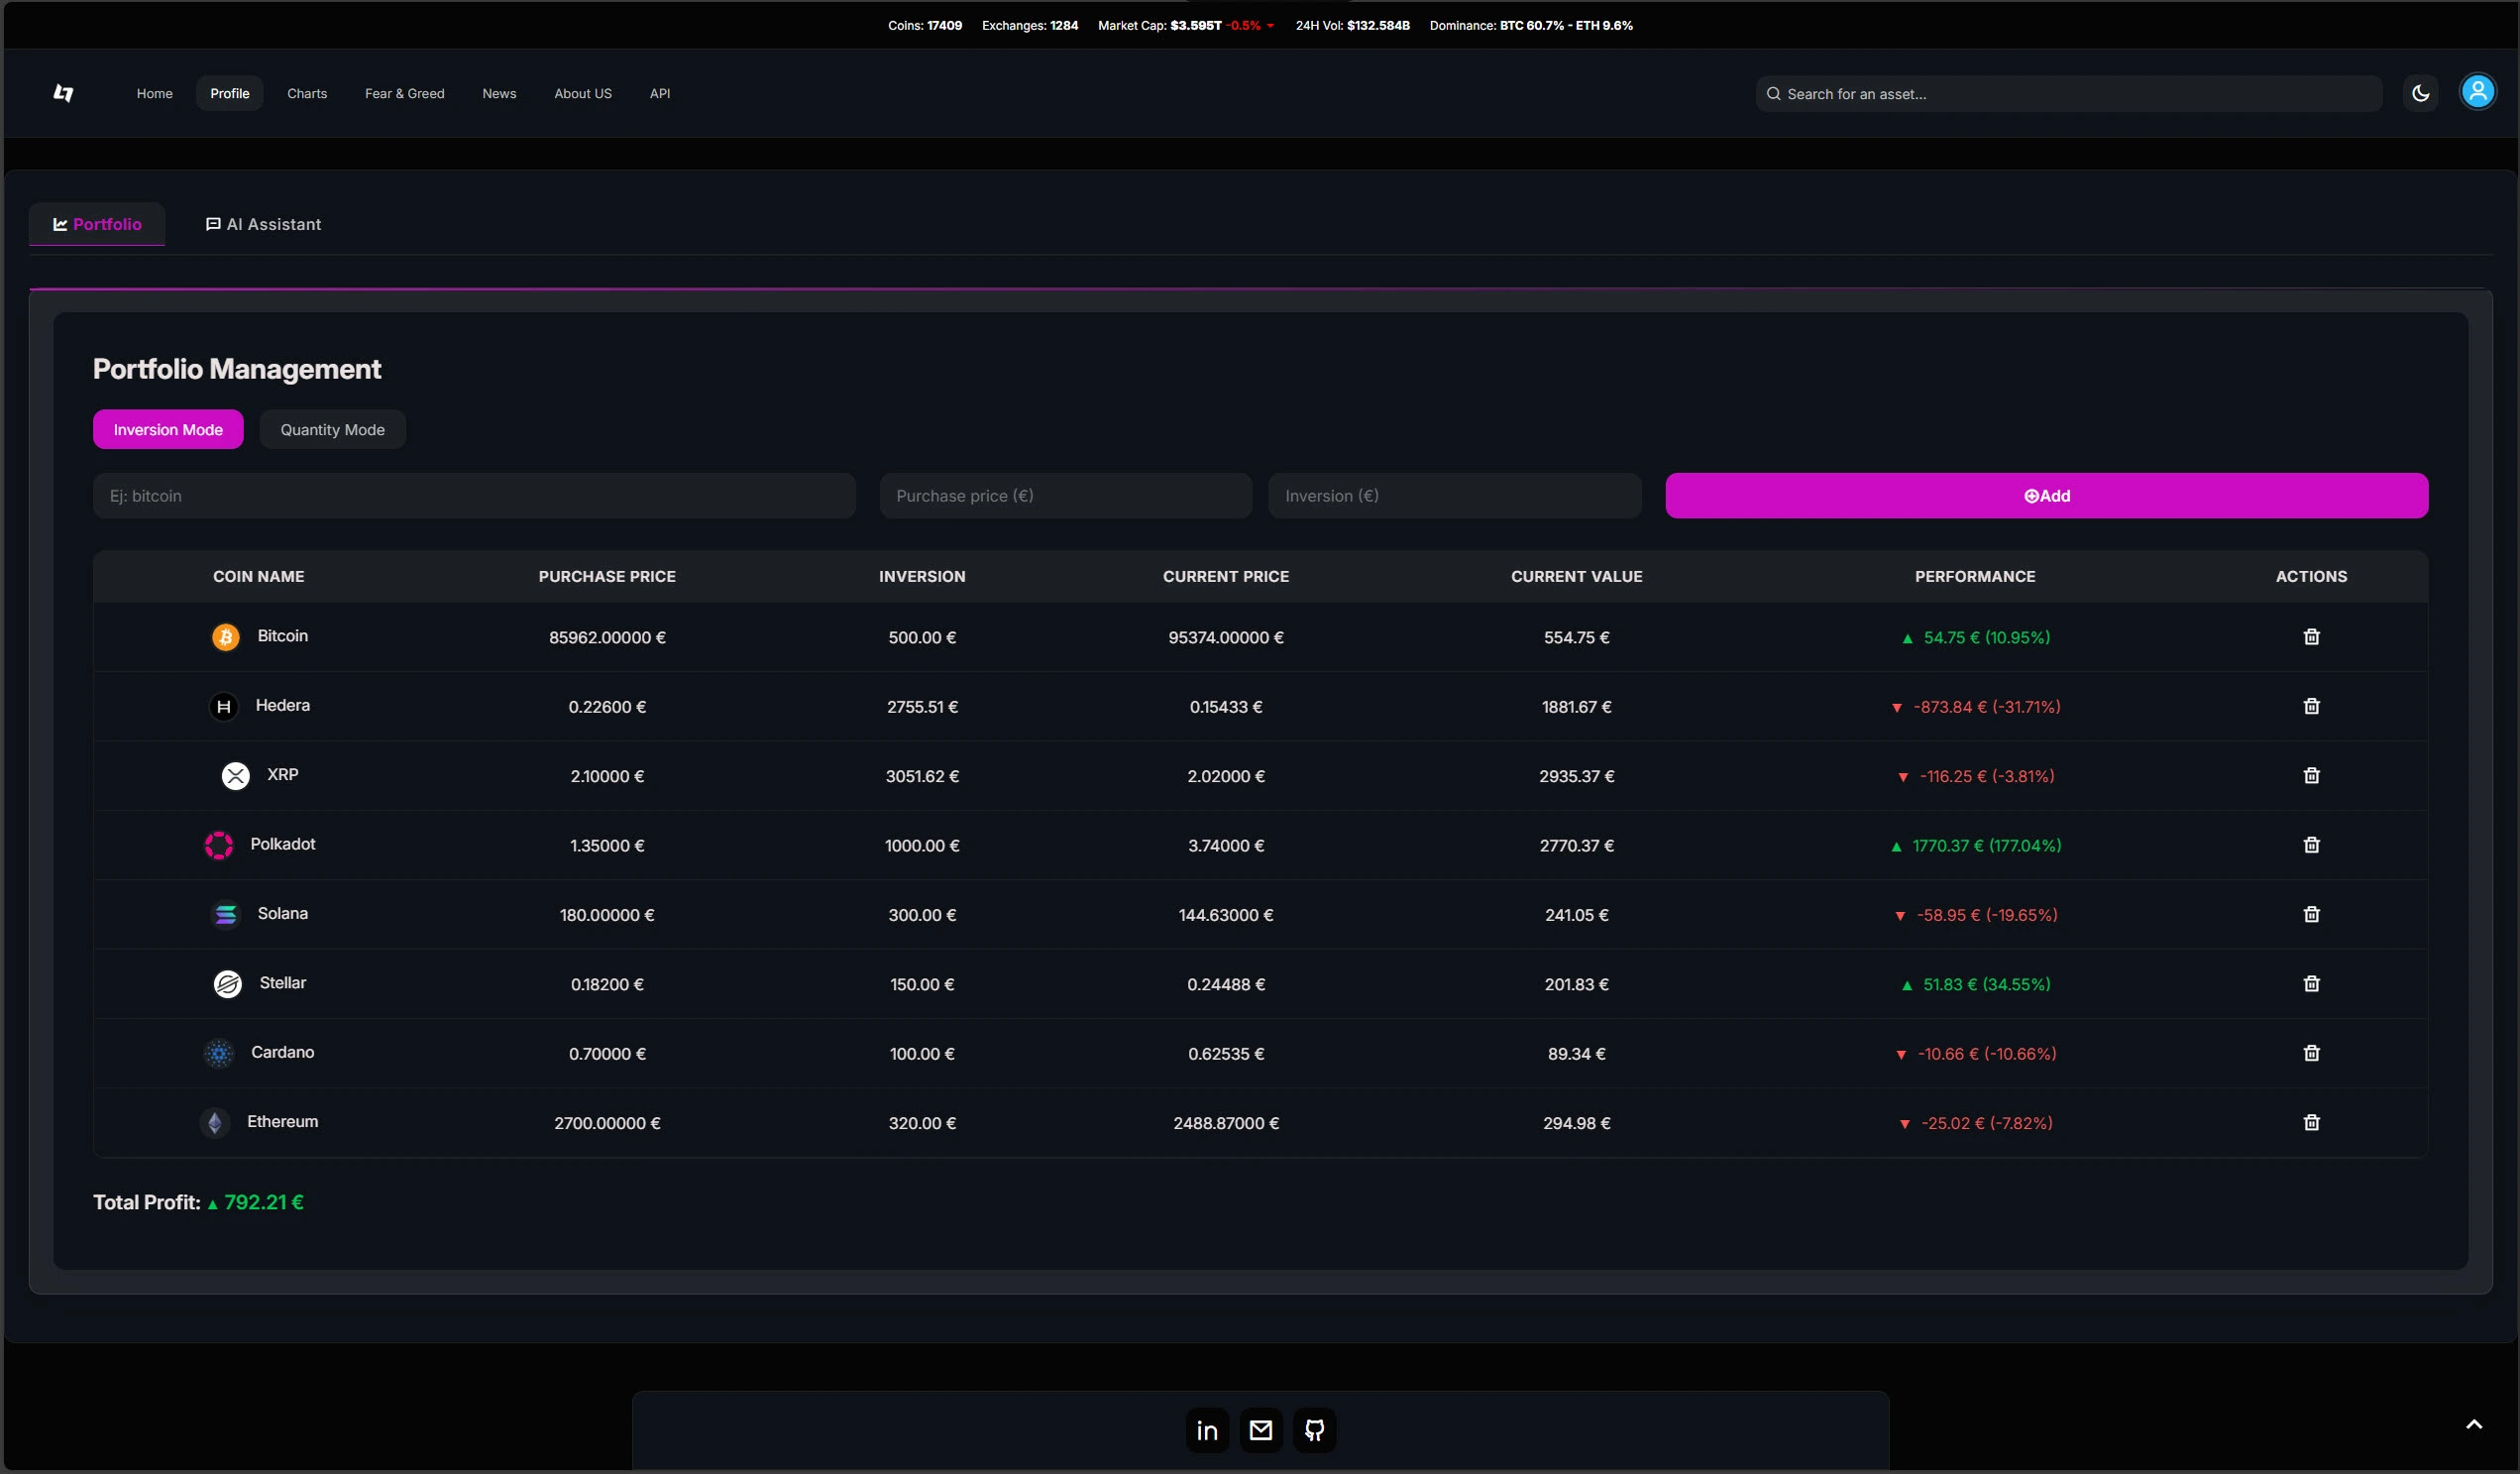 Coins: 17409 Exchanges: 1284 Market Cap: $3.595T -0.5% 24H Vol: $132.584B Dominance: BTC 60.7% - ETH 9.6%
Home Profile Charts Fear & Greed News About US API Search for an asset...
Portfolio AI Assistant
Portfolio Management
Inversion Mode Quantity Mode
Ej: bitcoin Purchase price (€) Inversion (€) Add
COIN NAME PURCHASE PRICE INVERSION CURRENT PRICE CURRENT VALUE PERFORMANCE ACTIONS
Bitcoin 85962.00000 € 500.00 € 95374.00000 € 554.75 € ▲ 54.75 € (10.95%)
Hedera 0.22600 € 2755.51 € 0.15433 € 1881.67 € ▼ -873.84 € (-31.71%)
XRP 2.10000 € 3051.62 € 2.02000 € 2935.37 € ▼ -116.25 € (-3.81%)
Polkadot 1.35000 € 1000.00 € 3.74000 € 2770.37 € ▲ 1770.37 € (177.04%)
Solana 180.00000 € 300.00 € 144.63000 € 241.05 € ▼ -58.95 € (-19.65%)
Stellar 0.18200 € 150.00 € 0.24488 € 201.83 € ▲ 51.83 € (34.55%)
Cardano 0.70000 € 100.00 € 0.62535 € 89.34 € ▼ -10.66 € (-10.66%)
Ethereum 2700.00000 € 320.00 € 2488.87000 € 294.98 € ▼ -25.02 € (-7.82%)
Total Profit: ▲ 792.21 €
in